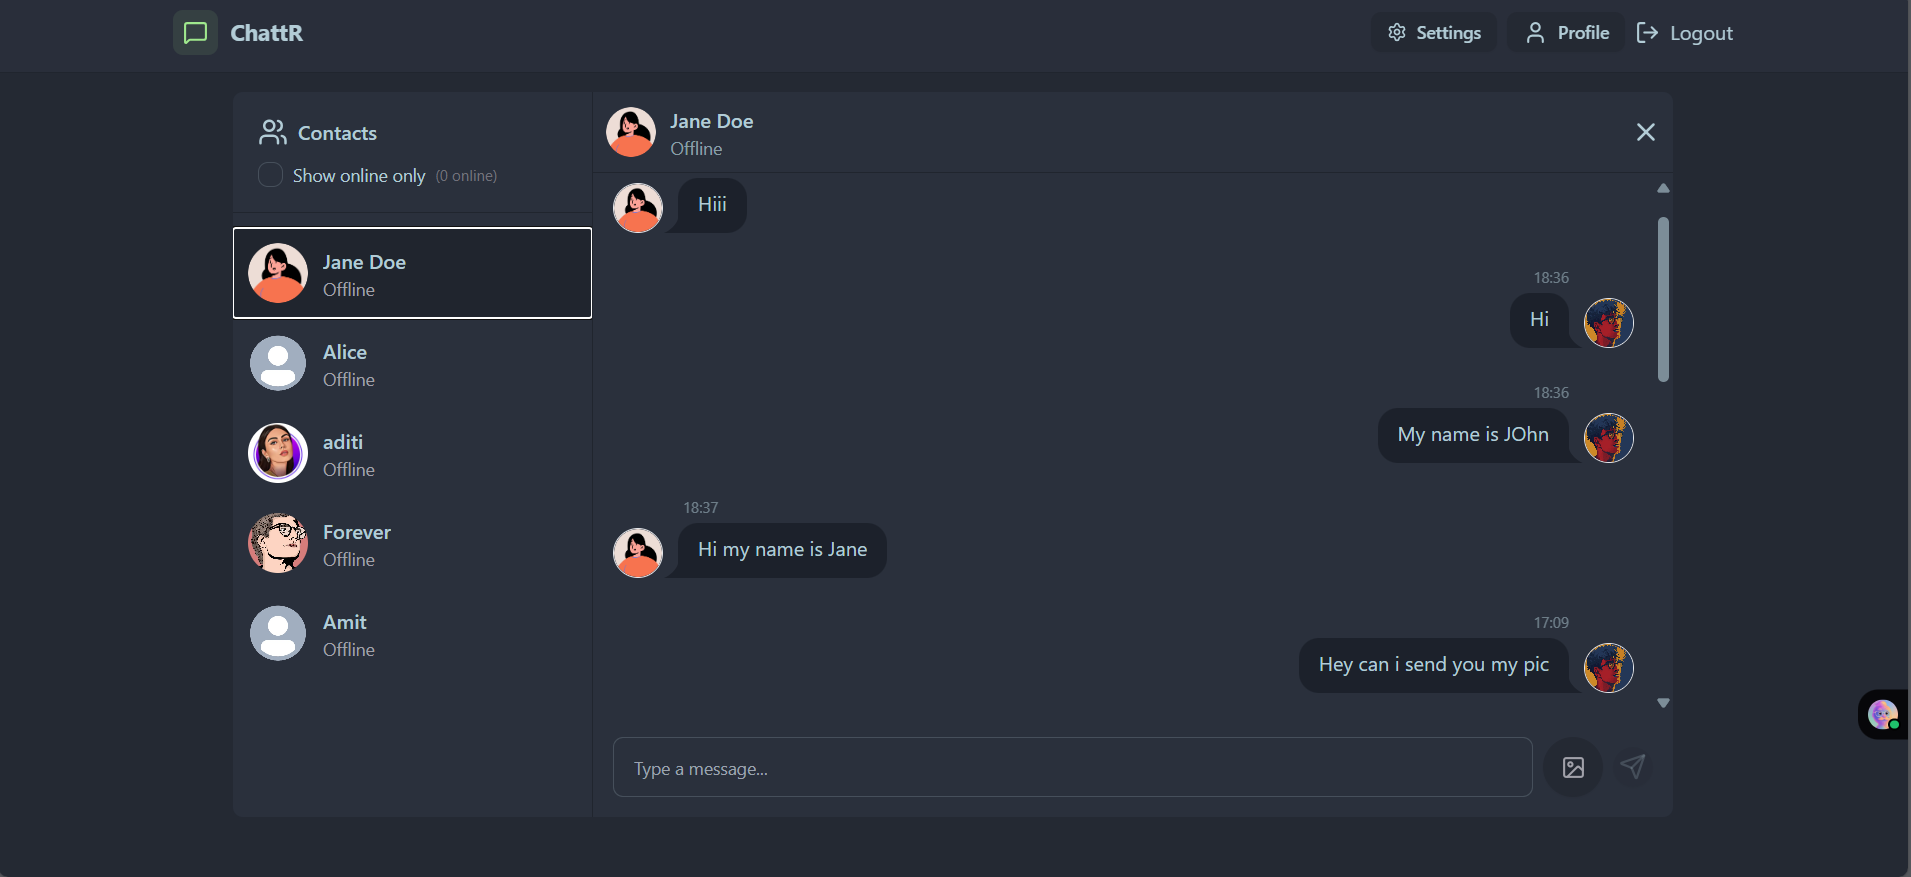 ChattR
Settings
Profile
Logout
Contacts
Show online only (0 online)
Jane Doe
Offline
Alice
Offline
aditi
Offline
Forever
Offline
Amit
Offline
Jane Doe
Offline
Hiii
18:36
Hi
18:36
My name is JOhn
18:37
Hi my name is Jane
17:09
Hey can i send you my pic
Type a message...